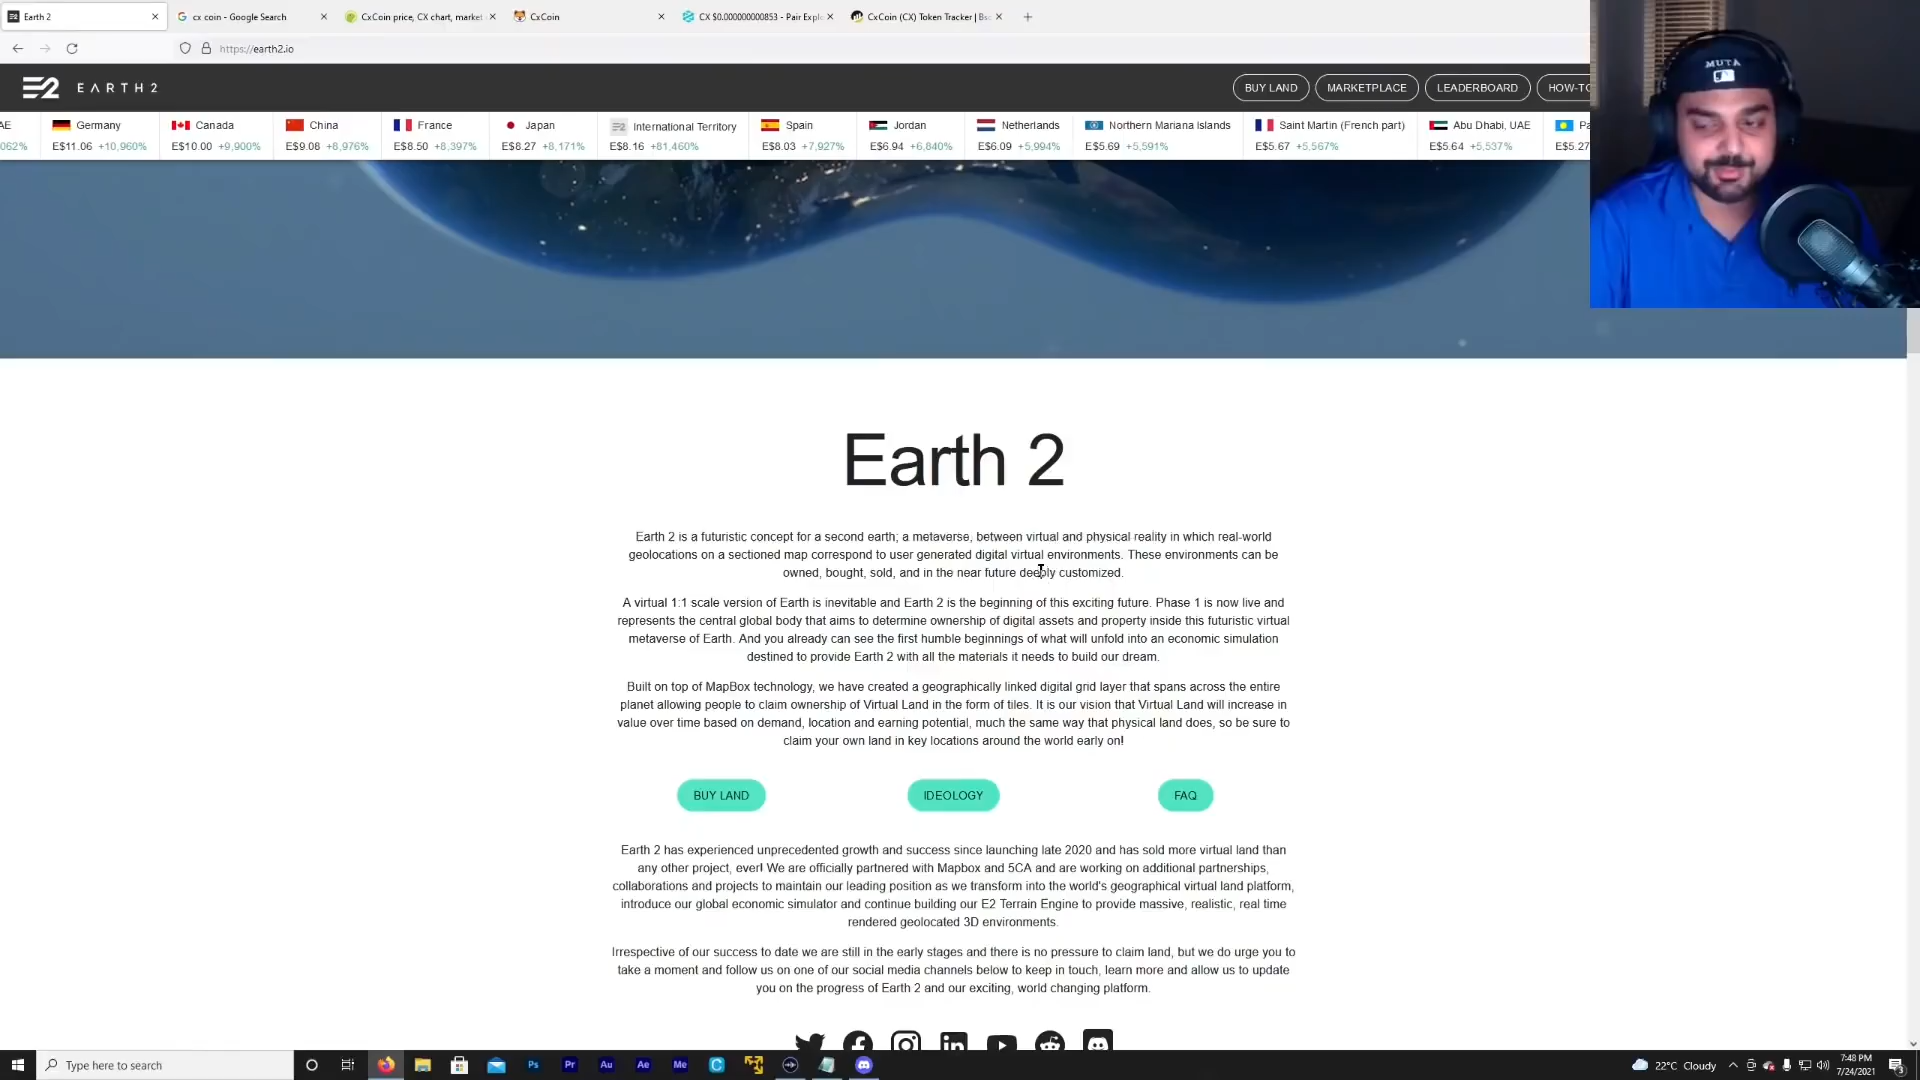 Earth 2
cx coin - Google Search
CxCoin price, CX chart, market
CxCoin
CX $0.000000000853 - Pair Expl
CxCoin (CX) Token Tracker | Bsc
https://earth2.io
EARTH 2
BUY LAND
MARKETPLACE
LEADERBOARD
HOW-TO
AE
Germany
Canada
China
France
Japan
International Territory
Spain
Jordan
Netherlands
Northern Mariana Islands
Saint Martin (French part)
Abu Dhabi, UAE
Pa
062%
E$11.06 +10,960%
E$10.00 +9,900%
E$9.08 +8,976%
E$8.50 +8,397%
E$8.27 +8,171%
E$8.16 +81,460%
E$8.03 +7,927%
E$6.94 +6,840%
E$6.09 +5,994%
E$5.69 +5,591%
E$5.67 +5,567%
E$5.64 +5,537%
E$5.27
MUTA
Earth 2
Earth 2 is a futuristic concept for a second earth; a metaverse, between virtual and physical reality in which real-world
geolocations on a sectioned map correspond to user generated digital virtual environments. These environments can be
owned, bought, sold, and in the near future deeply customized.
A virtual 1:1 scale version of Earth is inevitable and Earth 2 is the beginning of this exciting future. Phase 1 is now live and
represents the central global body that aims to determine ownership of digital assets and property inside this futuristic virtual
metaverse of Earth. And you already can see the first humble beginnings of what will unfold into an economic simulation
destined to provide Earth 2 with all the materials it needs to build our dream.
Built on top of MapBox technology, we have created a geographically linked digital grid layer that spans across the entire
planet allowing people to claim ownership of Virtual Land in the form of tiles. It is our vision that Virtual Land will increase in
value over time based on demand, location and earning potential, much the same way that physical land does, so be sure to
claim your own land in key locations around the world early on!
BUY LAND
IDEOLOGY
FAQ
Earth 2 has experienced unprecedented growth and success since launching late 2020 and has sold more virtual land than
any other project, ever! We are officially partnered with Mapbox and 5CA and are working on additional partnerships,
collaborations and projects to maintain our leading position as we transform into the world's geographical virtual land platform,
introduce our global economic simulator and continue building our E2 Terrain Engine to provide massive, realistic, real time
rendered geolocated 3D environments.
Irrespective of our success to date we are still in the early stages and there is no pressure to claim land, but we do urge you to
take a moment and follow us on one of our social media channels below to keep in touch, learn more and allow us to update
you on the progress of Earth 2 and our exciting, world changing platform.
Type here to search
Ps
Pr
Au
Ae
Me
22°C Cloudy
7:48 PM
7/24/2021